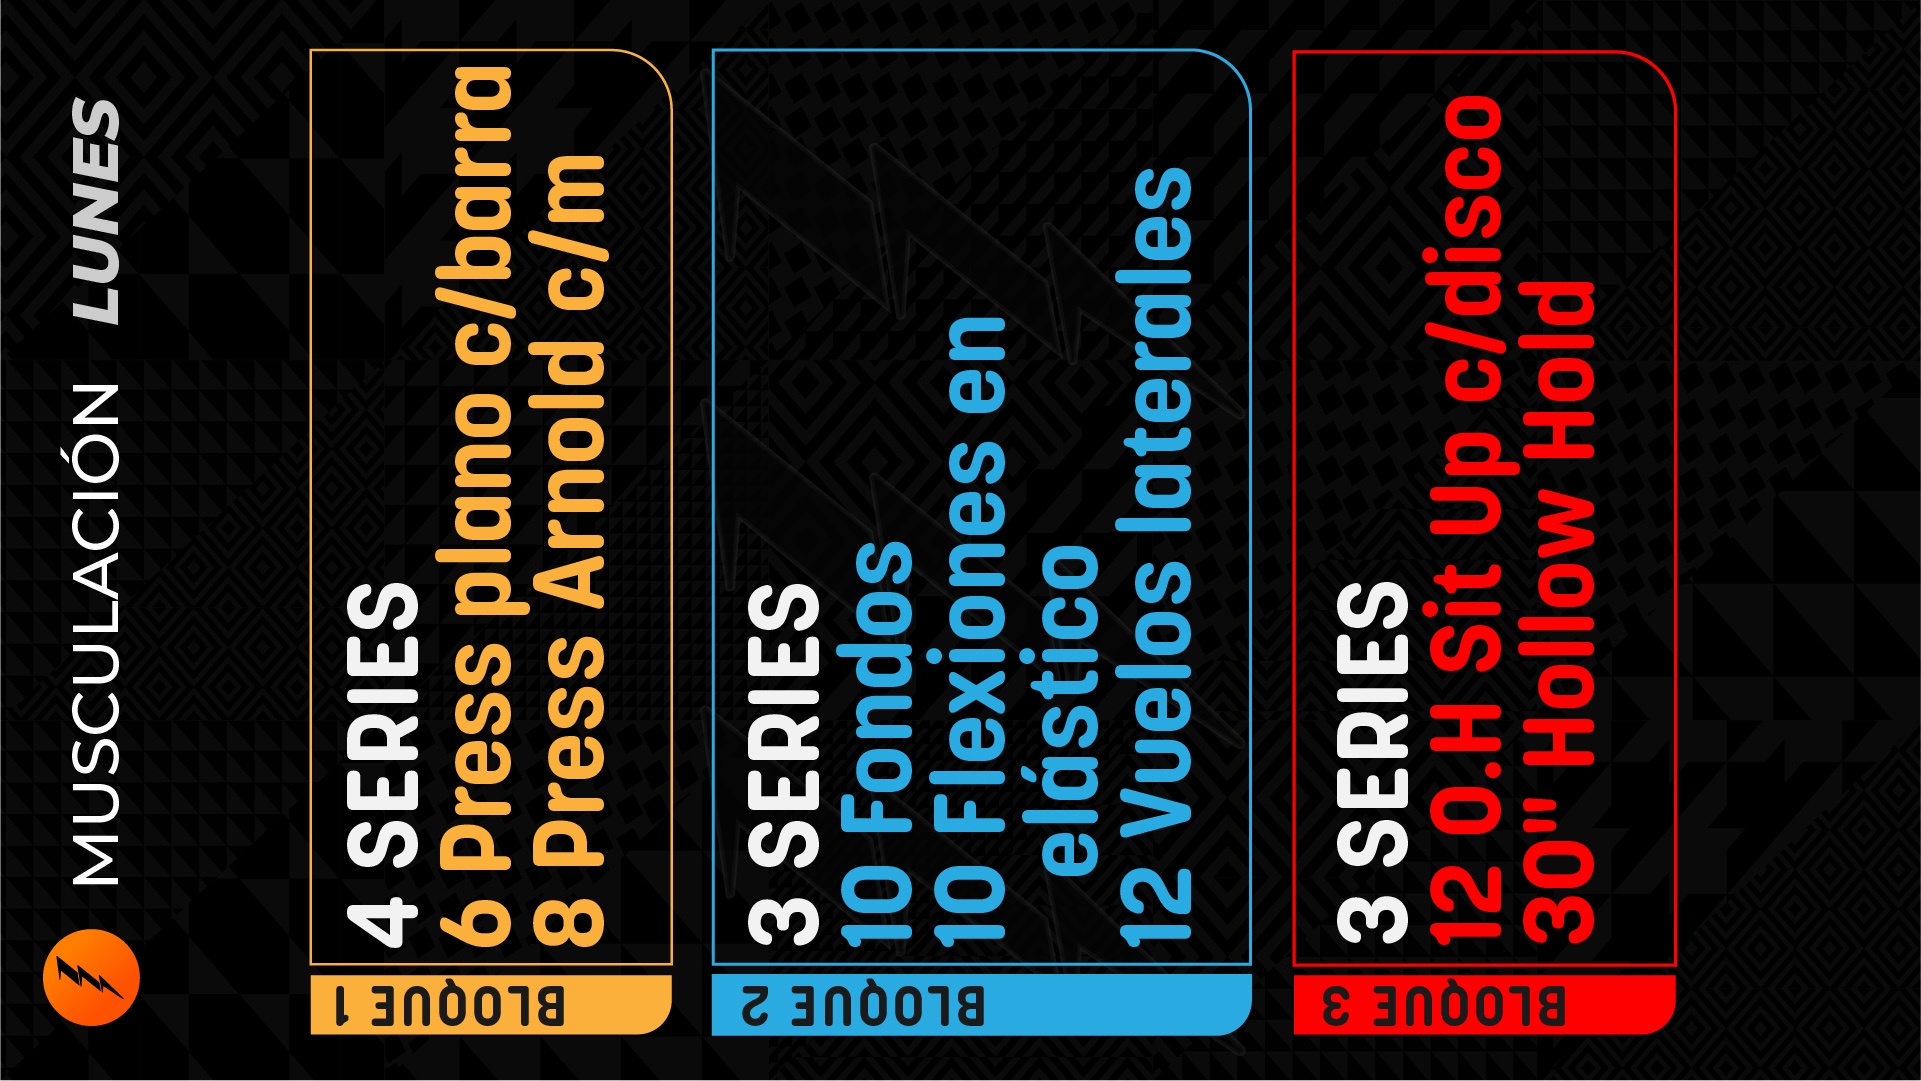 MUSCULACIÓN LUNES
BLOQUE 1
4 SERIES
6 Press plano c/barra
8 Press Arnold c/m
BLOQUE 2
3 SERIES
10 Fondos
10 Flexiones en
elástico
12 Vuelos laterales
BLOQUE 3
3 SERIES
12 O.H Sit Up c/disco
30" Hollow Hold